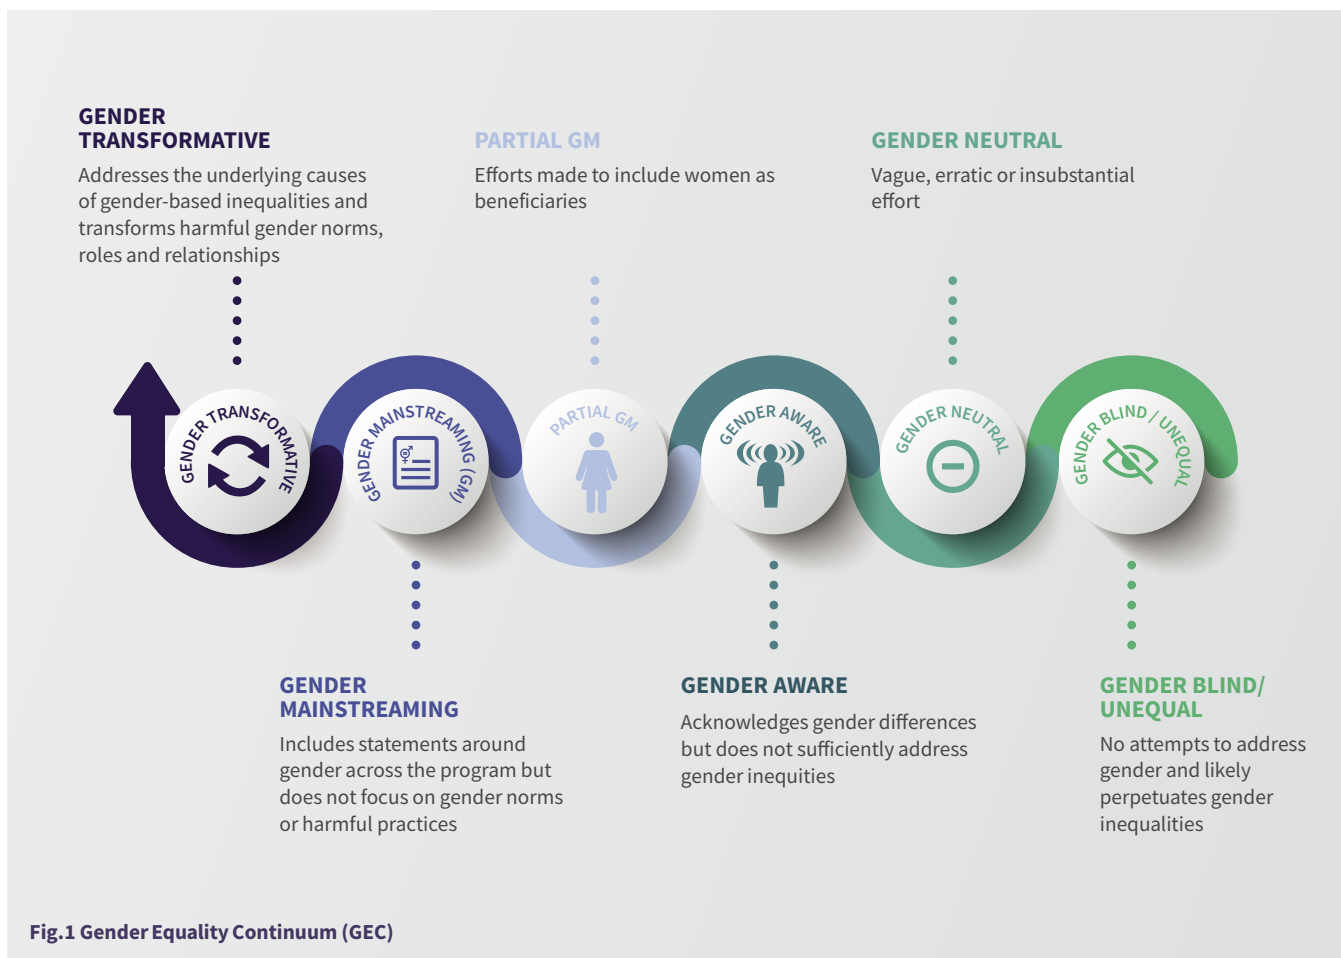 GENDER
TRANSFORMATIVE
Addresses the underlying causes
of gender-based inequalities and
transforms harmful gender norms,
roles and relationships
PARTIAL GM
Efforts made to include women as
beneficiaries
GENDER NEUTRAL
Vague, erratic or insubstantial
effort
GENDER TRANSFORMATIVE
GENDER MAINSTREAMING (GM)
PARTIAL GM
GENDER AWARE
GENDER NEUTRAL
GENDER BLIND / UNEQUAL
GENDER
MAINSTREAMING
Includes statements around
gender across the program but
does not focus on gender norms
or harmful practices
GENDER AWARE
Acknowledges gender differences
but does not sufficiently address
gender inequities
GENDER BLIND/
UNEQUAL
No attempts to address
gender and likely
perpetuates gender
inequalities
Fig.1 Gender Equality Continuum (GEC)